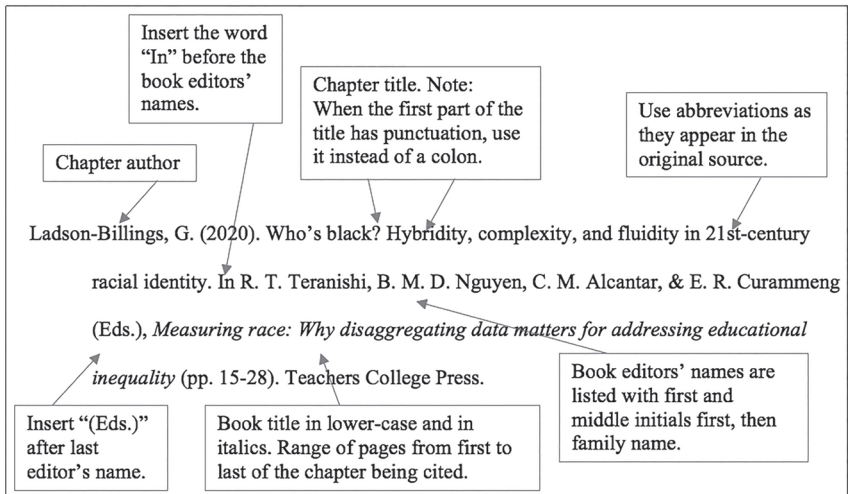 Insert the word
“In” before the
book editors’
names.
Chapter title. Note:
When the first part of the
title has punctuation, use
it instead of a colon.
Use abbreviations as
they appear in the
original source.
Chapter author
Ladson-Billings, G. (2020). Who’s black? Hybridity, complexity, and fluidity in 21st-century
racial identity. In R. T. Teranishi, B. M. D. Nguyen, C. M. Alcantar, & E. R. Curammeng
(Eds.), Measuring race: Why disaggregating data matters for addressing educational
inequality (pp. 15-28). Teachers College Press.
Insert “(Eds.)”
after last
editor’s name.
Book title in lower-case and in
italics. Range of pages from first to
last of the chapter being cited.
Book editors’ names are
listed with first and
middle initials first, then
family name.